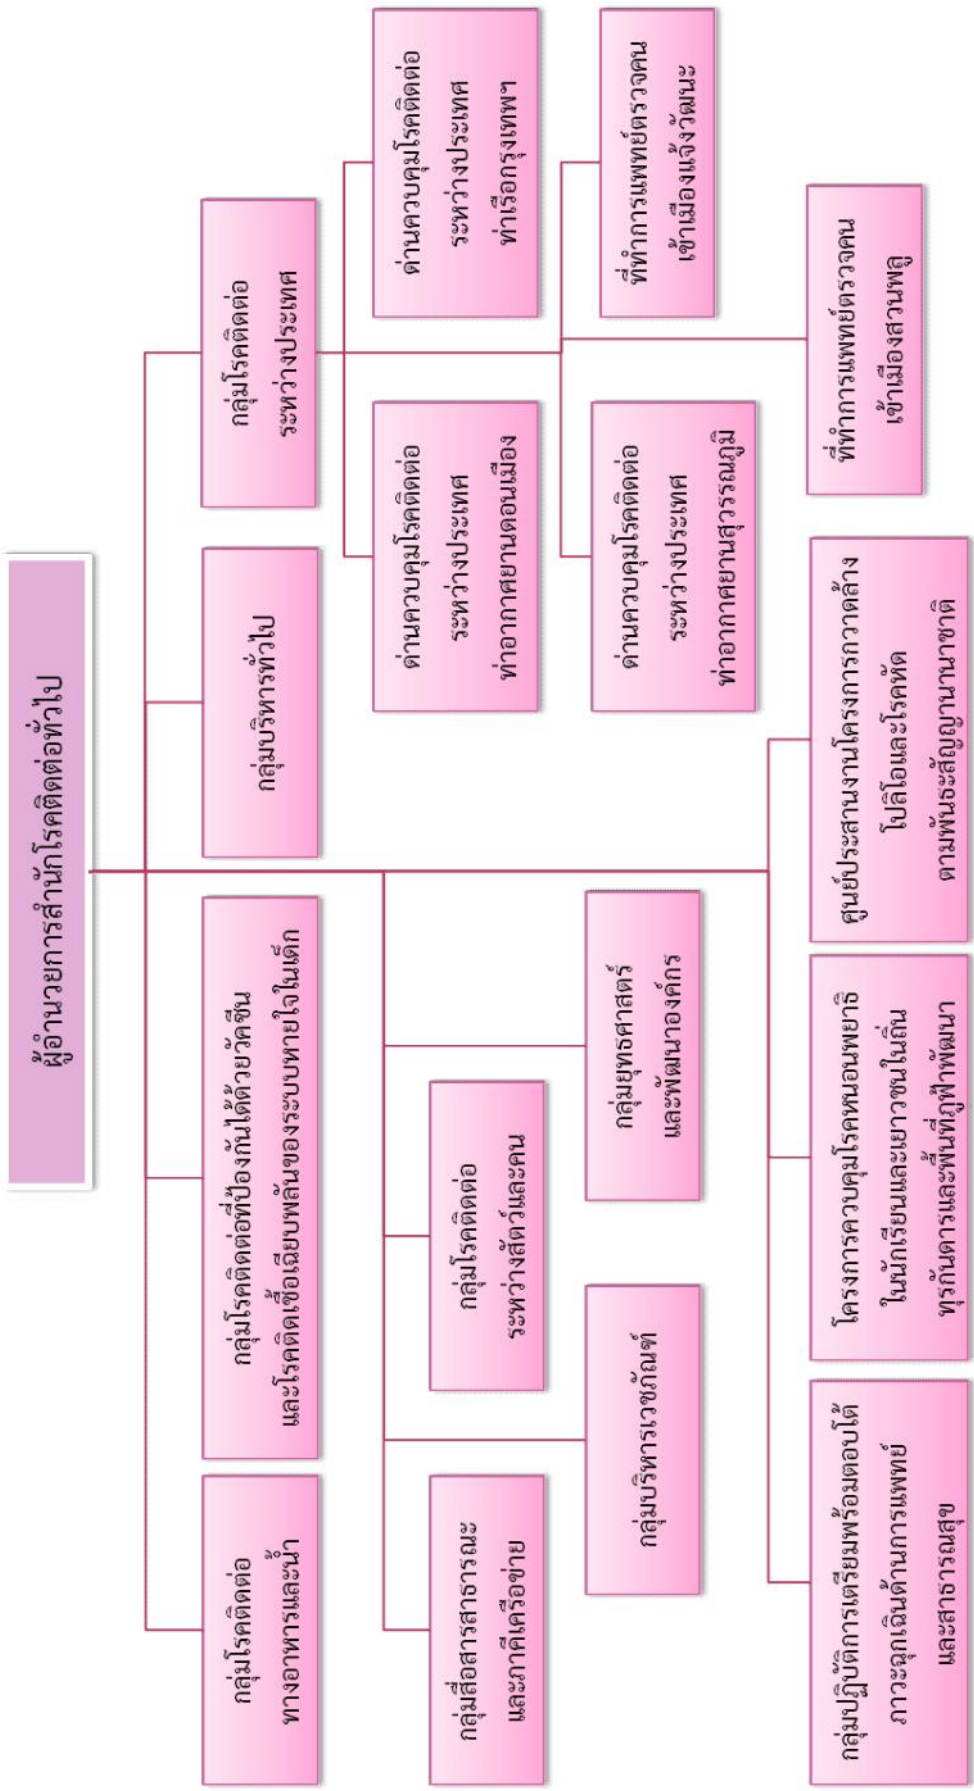 ผู้อำนวยการสำนักโรคติดต่อทั่วไป
กลุ่มโรคติดต่อ
ทางอาหารและน้ำ
กลุ่มโรคติดต่อที่ป้องกันได้ด้วยวัคซีน
และโรคติดเชื้อเฉียบพลันของระบบหายใจในเด็ก
กลุ่มบริหารทั่วไป
กลุ่มโรคติดต่อ
ระหว่างประเทศ
กลุ่มสื่อสารสาธารณะ
และภาคีเครือข่าย
กลุ่มโรคติดต่อ
ระหว่างสัตว์และคน
ด่านควบคุมโรคติดต่อ
ระหว่างประเทศ
ท่าอากาศยานดอนเมือง
ด่านควบคุมโรคติดต่อ
ระหว่างประเทศ
ท่าเรือกรุงเทพฯ
กลุ่มบริหารเวชภัณฑ์
กลุ่มยุทธศาสตร์
และพัฒนาองค์กร
ด่านควบคุมโรคติดต่อ
ระหว่างประเทศ
ท่าอากาศยานสุวรรณภูมิ
ที่ทำการแพทย์ตรวจคน
เข้าเมืองแจ้งวัฒนะ
กลุ่มปฏิบัติการเตรียมพร้อมตอบโต้
ภาวะฉุกเฉินด้านการแพทย์
และสาธารณสุข
โครงการควบคุมโรคหนอนพยาธิ
ในนักเรียนและเยาวชนในถิ่น
ทุรกันดารและพื้นที่ภูฟ้าพัฒนา
ศูนย์ประสานงานโครงการกวาดล้าง
โปลิโอและโรคหัด
ตามพันธะสัญญานานาชาติ
ที่ทำการแพทย์ตรวจคน
เข้าเมืองสวนพลู